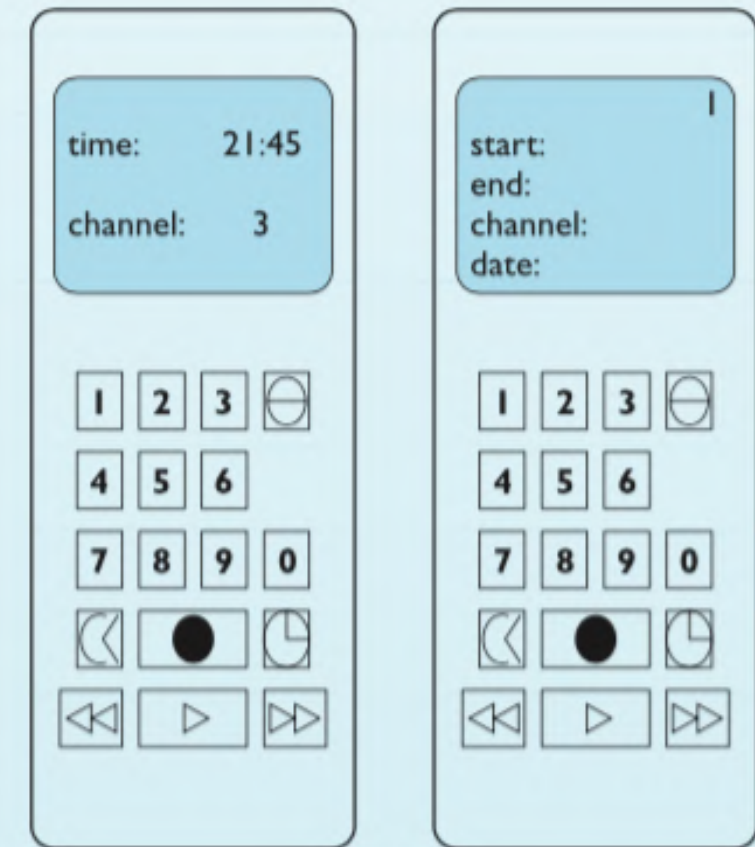 time: 21:45
channel: 3
1 2 3
4 5 6
7 8 9 0
1
start:
end:
channel:
date:
1 2 3
4 5 6
7 8 9 0